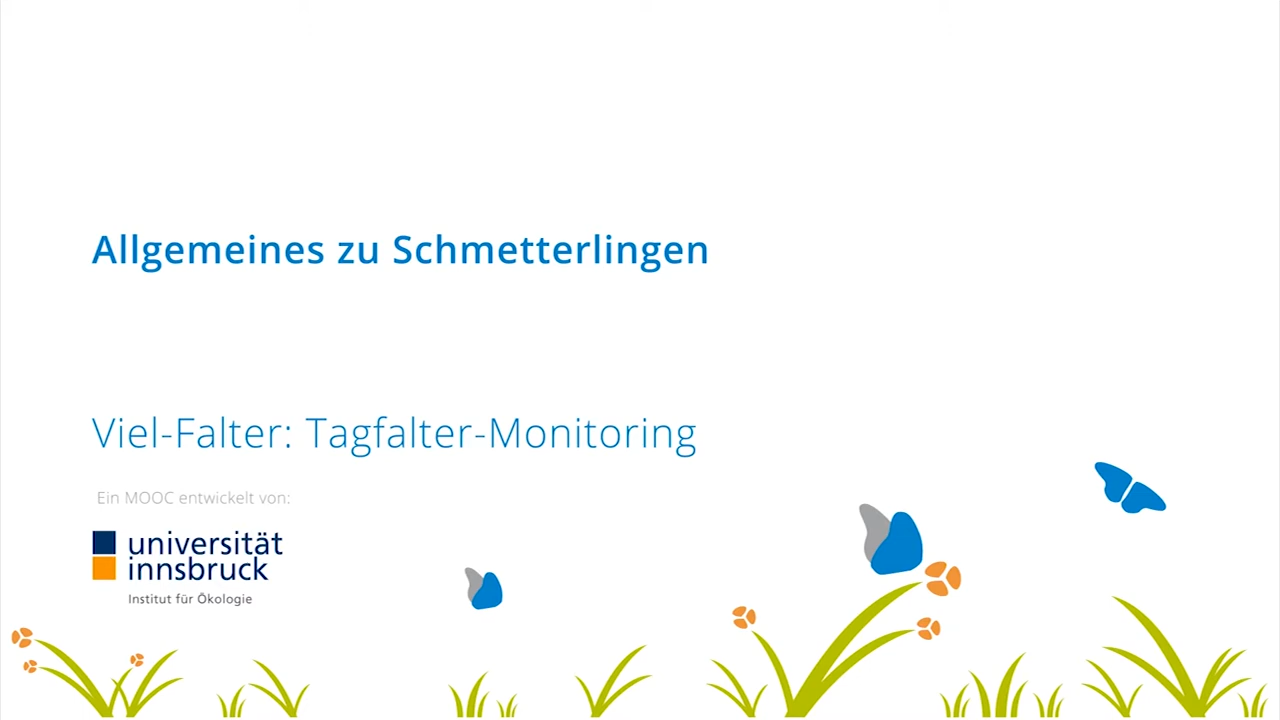 Allgemeines zu Schmetterlingen
Viel-Falter: Tagfalter-Monitoring
Ein MOOC entwickelt von:
universität
innsbruck
Institut für Ökologie